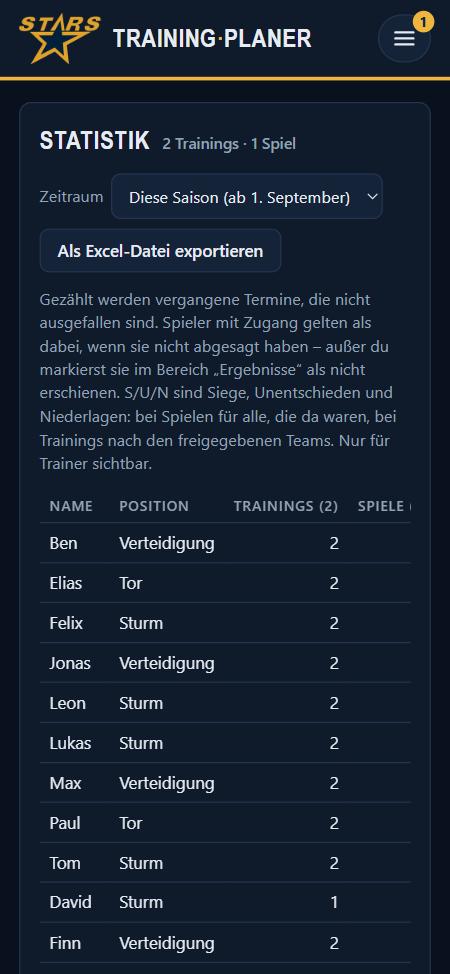 STARS TRAINING·PLANER 1
STATISTIK 2 Trainings · 1 Spiel
Zeitraum Diese Saison (ab 1. September)
Als Excel-Datei exportieren
Gezählt werden vergangene Termine, die nicht
ausgefallen sind. Spieler mit Zugang gelten als
dabei, wenn sie nicht abgesagt haben – außer du
markierst sie im Bereich „Ergebnisse“ als nicht
erschienen. S/U/N sind Siege, Unentschieden und
Niederlagen: bei Spielen für alle, die da waren, bei
Trainings nach den freigegebenen Teams. Nur für
Trainer sichtbar.
NAME POSITION TRAININGS (2) SPIELE (
Ben Verteidigung 2
Elias Tor 2
Felix Sturm 2
Jonas Verteidigung 2
Leon Sturm 2
Lukas Sturm 2
Max Verteidigung 2
Paul Tor 2
Tom Sturm 2
David Sturm 1
Finn Verteidigung 2